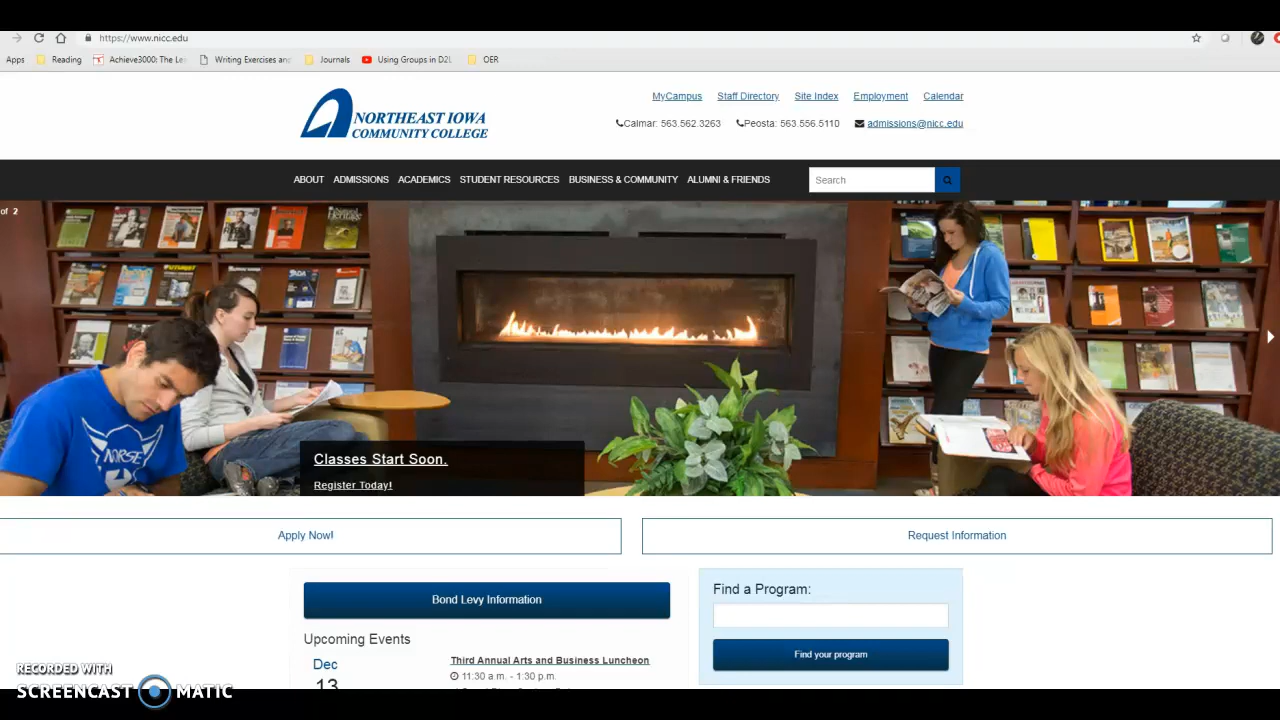 https://www.nicc.edu
Apps Reading Achieve3000: The Le Writing Exercises and Journals Using Groups in D2L OER
NORTHEAST IOWA
COMMUNITY COLLEGE
MyCampus Staff Directory Site Index Employment Calendar
Calmar: 563.562.3263 Peosta: 563.556.5110 admissions@nicc.edu
ABOUT ADMISSIONS ACADEMICS STUDENT RESOURCES BUSINESS & COMMUNITY ALUMNI & FRIENDS Search
of 2
NORSE
Classes Start Soon.
Register Today!
Apply Now! Request Information
Bond Levy Information
Find a Program:
Find your program
Upcoming Events
Dec
13
Third Annual Arts and Business Luncheon
11:30 a.m. - 1:30 p.m.
RECORDED WITH
SCREENCAST MATIC